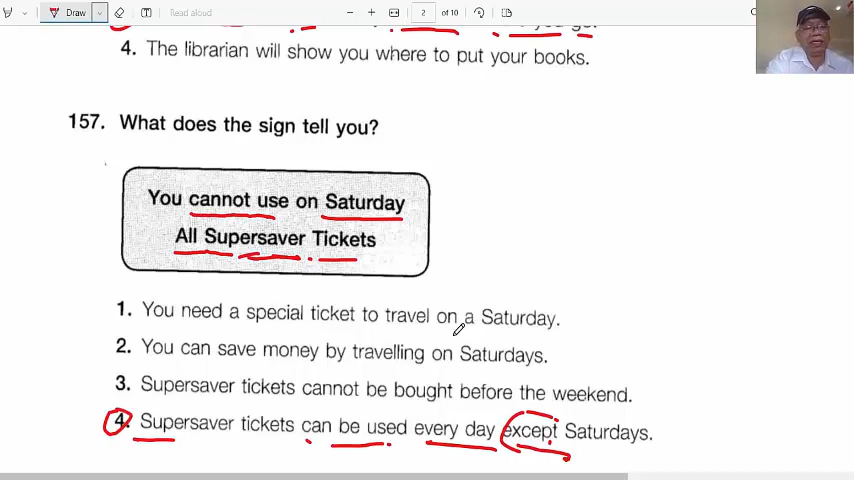 Draw
Read aloud
2 of 10
4. The librarian will show you where to put your books.
157. What does the sign tell you?
You cannot use on Saturday
All Supersaver Tickets
1. You need a special ticket to travel on a Saturday.
2. You can save money by travelling on Saturdays.
3. Supersaver tickets cannot be bought before the weekend.
4. Supersaver tickets can be used every day except Saturdays.